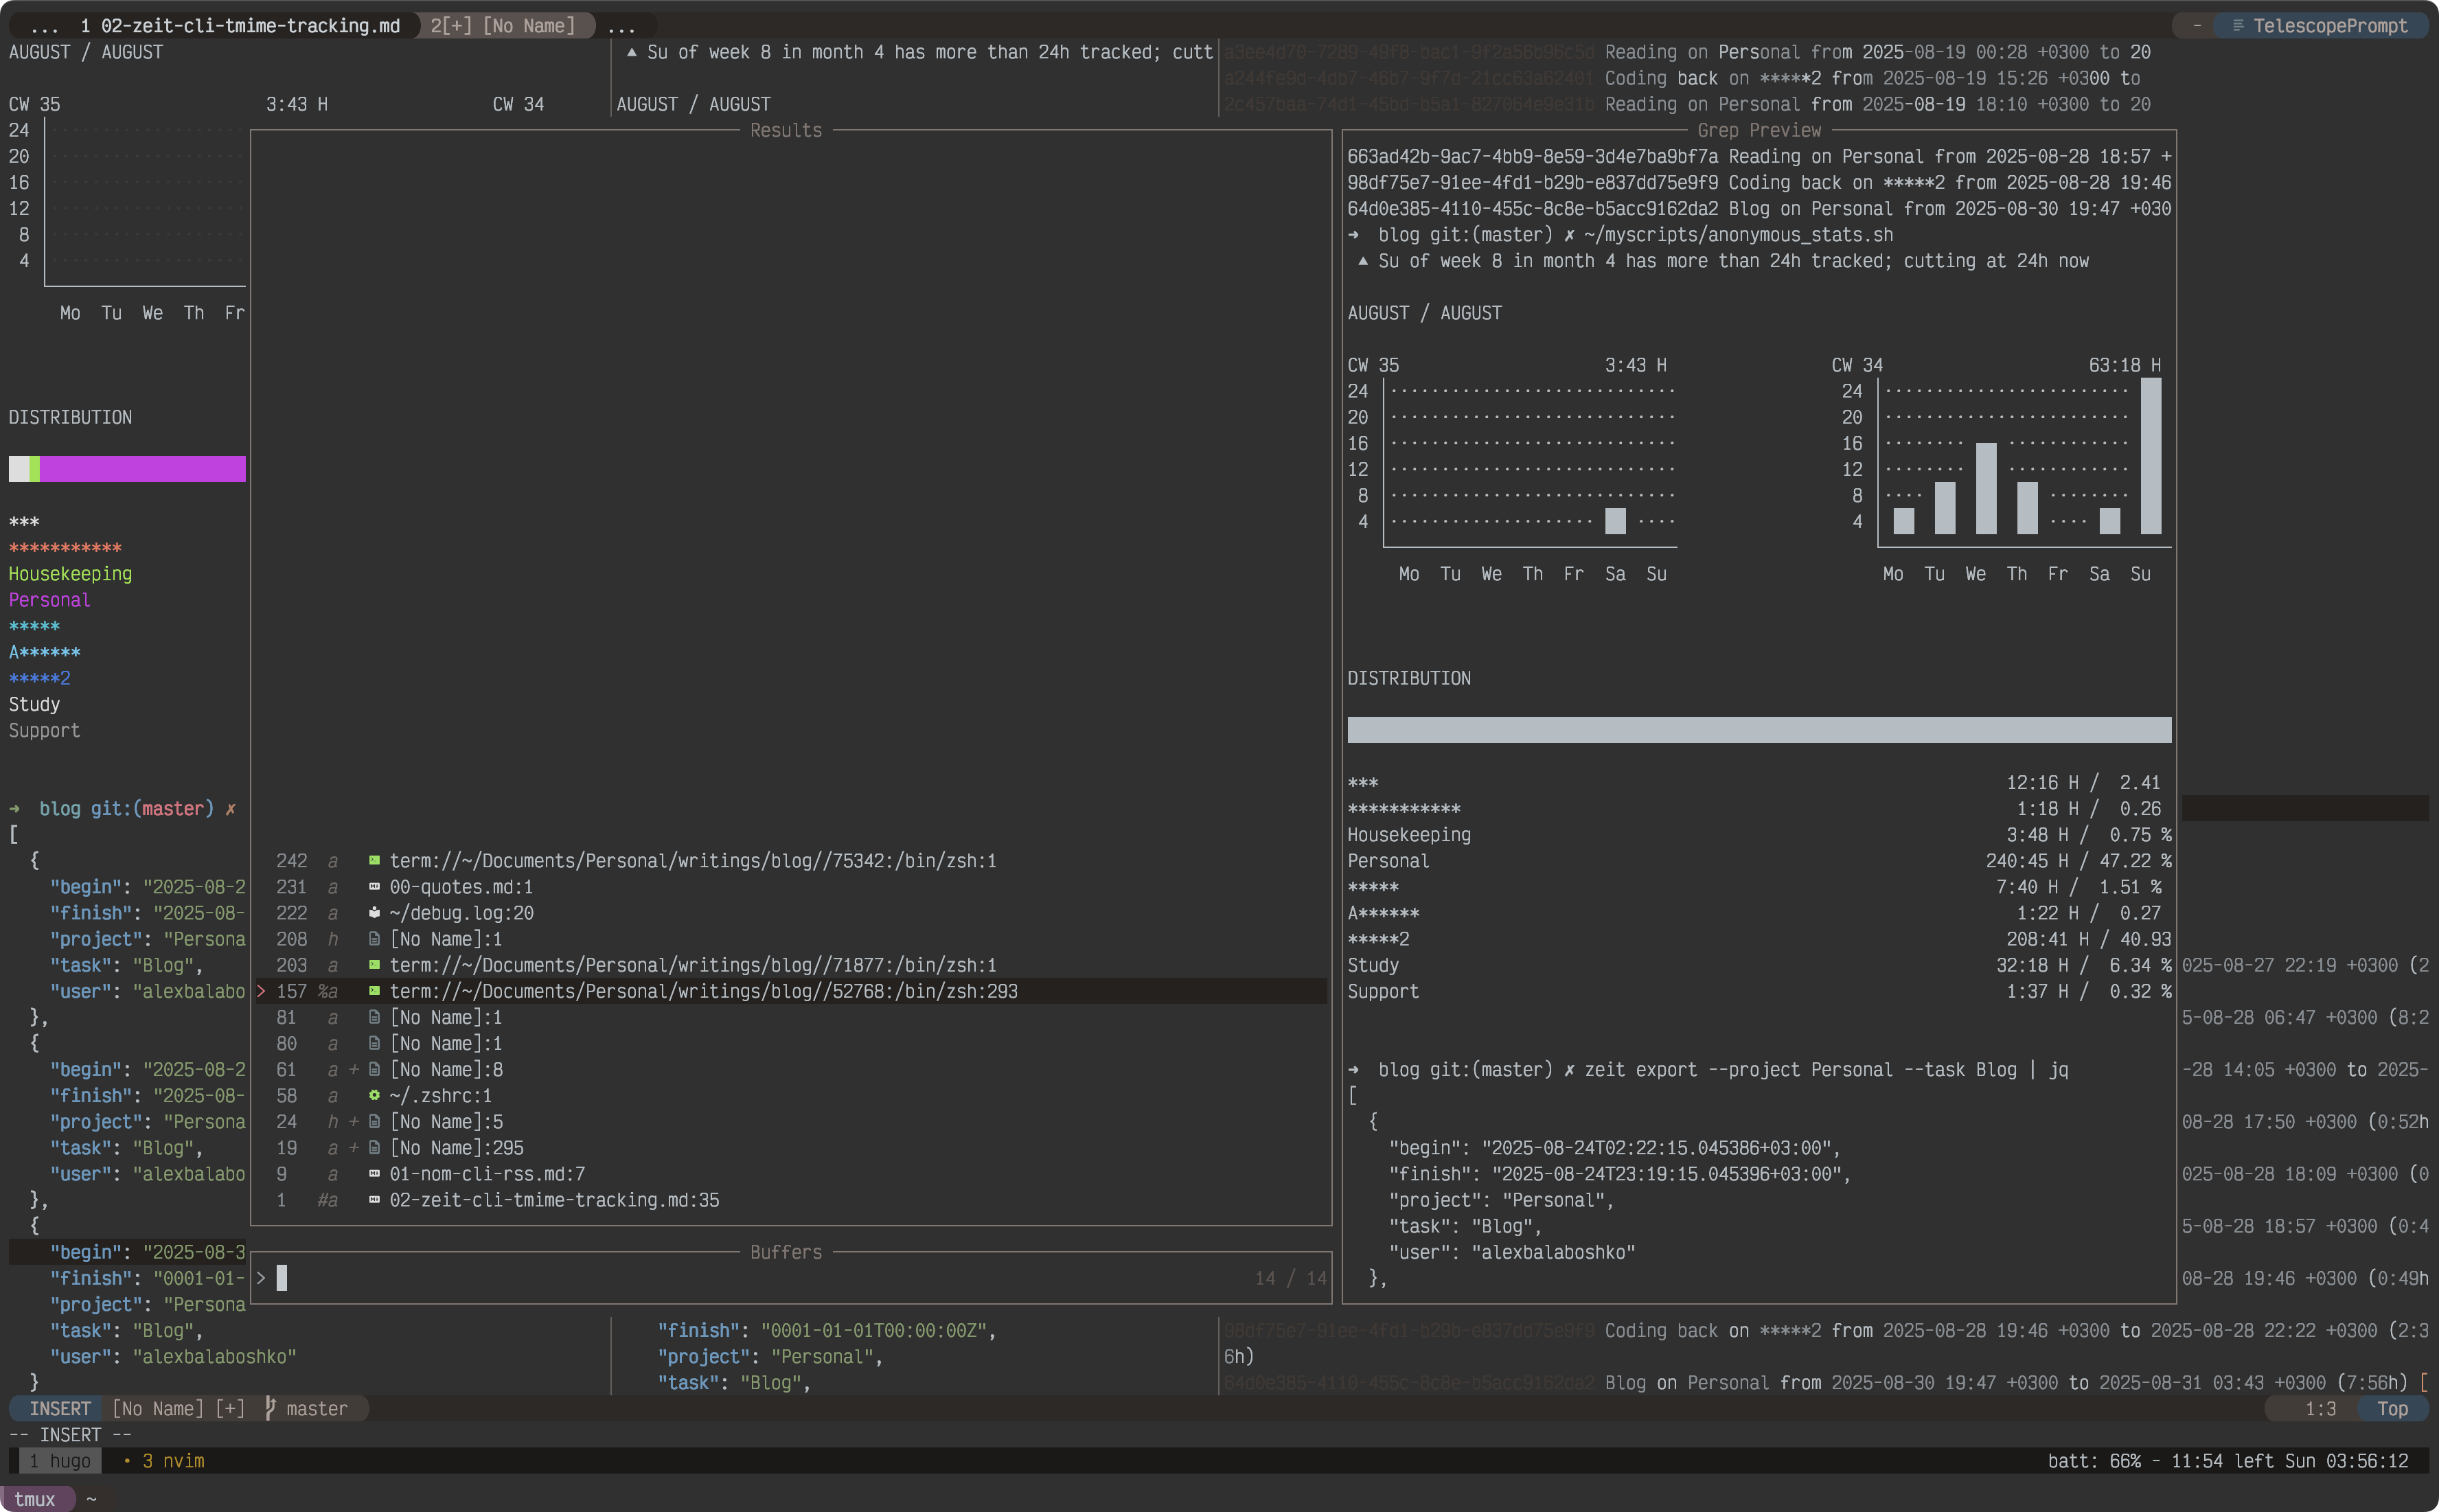 ... 1 02-zeit-cli-tmime-tracking.md 2[+] [No Name] ... - TelescopePrompt
AUGUST / AUGUST
CW 35 3:43 H CW 34
24
20
16
12
8
4
Mo Tu We Th Fr
DISTRIBUTION
***
***********
Housekeeping
Personal
*****
A******
*****2
Study
Support
➜ blog git:(master) ✗
[
{
"begin": "2025-08-2
"finish": "2025-08-
"project": "Persona
"task": "Blog",
"user": "alexbalabo
},
{
"begin": "2025-08-2
"finish": "2025-08-
"project": "Persona
"task": "Blog",
"user": "alexbalabo
},
{
"begin": "2025-08-3
"finish": "0001-01-
"project": "Persona
"task": "Blog",
"user": "alexbalaboshko"
}
▲ Su of week 8 in month 4 has more than 24h tracked; cutt
AUGUST / AUGUST
a3ee4d70-7289-49f8-bac1-9f2a56b96c5d Reading on Personal from 2025-08-19 00:28 +0300 to 20
a244fe9d-4db7-46b7-9f7d-21cc63a62401 Coding back on *****2 from 2025-08-19 15:26 +0300 to
2c457baa-74d1-45bd-b5a1-827064e9e31b Reading on Personal from 2025-08-19 18:10 +0300 to 20
Results
242 a term://~/Documents/Personal/writings/blog//75342:/bin/zsh:1
231 a 00-quotes.md:1
222 a ~/debug.log:20
208 h [No Name]:1
203 a term://~/Documents/Personal/writings/blog//71877:/bin/zsh:1
> 157 %a term://~/Documents/Personal/writings/blog//52768:/bin/zsh:293
81 a [No Name]:1
80 a [No Name]:1
61 a + [No Name]:8
58 a ~/.zshrc:1
24 h + [No Name]:5
19 a + [No Name]:295
9 a 01-nom-cli-rss.md:7
1 #a 02-zeit-cli-tmime-tracking.md:35
Buffers
> 14 / 14
Grep Preview
663ad42b-9ac7-4bb9-8e59-3d4e7ba9bf7a Reading on Personal from 2025-08-28 18:57 +
98df75e7-91ee-4fd1-b29b-e837dd75e9f9 Coding back on *****2 from 2025-08-28 19:46
64d0e385-4110-455c-8c8e-b5acc9162da2 Blog on Personal from 2025-08-30 19:47 +030
➜ blog git:(master) ✗ ~/myscripts/anonymous_stats.sh
▲ Su of week 8 in month 4 has more than 24h tracked; cutting at 24h now
AUGUST / AUGUST
CW 35 3:43 H CW 34 63:18 H
24 24
20 20
16 16
12 12
8 8
4 4
Mo Tu We Th Fr Sa Su Mo Tu We Th Fr Sa Su
DISTRIBUTION
*** 12:16 H / 2.41
*********** 1:18 H / 0.26
Housekeeping 3:48 H / 0.75 %
Personal 240:45 H / 47.22 %
***** 7:40 H / 1.51 %
A****** 1:22 H / 0.27
*****2 208:41 H / 40.93
Study 32:18 H / 6.34 %
Support 1:37 H / 0.32 %
➜ blog git:(master) ✗ zeit export --project Personal --task Blog | jq
[
{
"begin": "2025-08-24T02:22:15.045386+03:00",
"finish": "2025-08-24T23:19:15.045396+03:00",
"project": "Personal",
"task": "Blog",
"user": "alexbalaboshko"
},
025-08-27 22:19 +0300 (2
5-08-28 06:47 +0300 (8:2
-28 14:05 +0300 to 2025-
08-28 17:50 +0300 (0:52h
025-08-28 18:09 +0300 (0
5-08-28 18:57 +0300 (0:4
08-28 19:46 +0300 (0:49h
"finish": "0001-01-01T00:00:00Z",
"project": "Personal",
"task": "Blog",
98df75e7-91ee-4fd1-b29b-e837dd75e9f9 Coding back on *****2 from 2025-08-28 19:46 +0300 to 2025-08-28 22:22 +0300 (2:3
6h)
64d0e385-4110-455c-8c8e-b5acc9162da2 Blog on Personal from 2025-08-30 19:47 +0300 to 2025-08-31 03:43 +0300 (7:56h) [
INSERT [No Name] [+] master 1:3 Top
-- INSERT --
1 hugo • 3 nvim batt: 66% - 11:54 left Sun 03:56:12
tmux ~